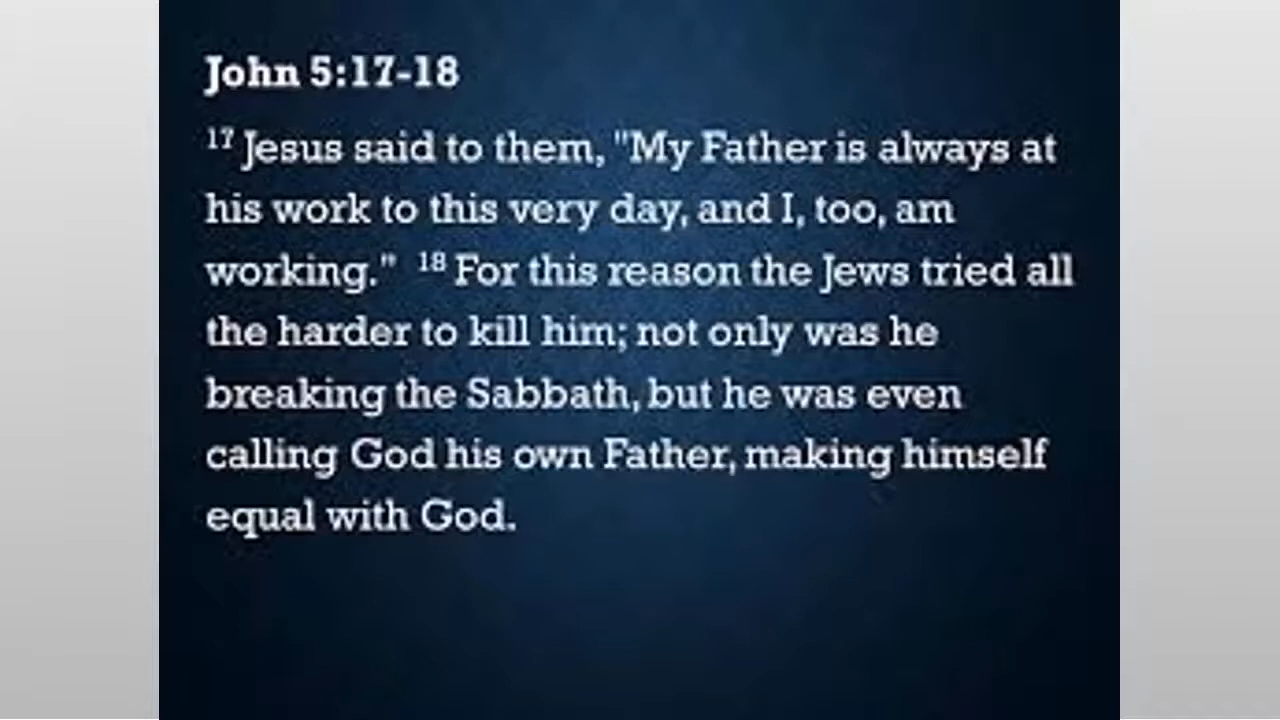 John 5:17-18
17 Jesus said to them, "My Father is always at
his work to this very day, and I, too, am
working." 18 For this reason the Jews tried all
the harder to kill him; not only was he
breaking the Sabbath, but he was even
calling God his own Father, making himself
equal with God.